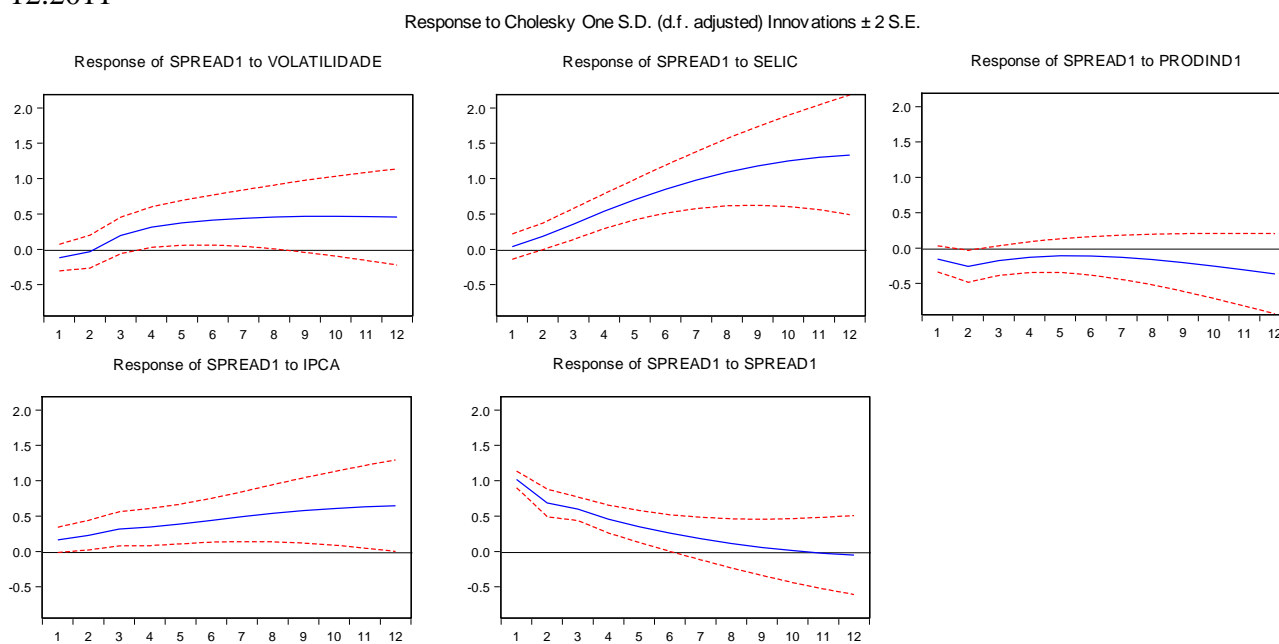 12.2011
Response to Cholesky One S.D. (d.f. adjusted) Innovations ± 2 S.E.
Response of SPREAD1 to VOLATILIDADE
2.0
1.5
1.0
0.5
0.0
-0.5
1 2 3 4 5 6 7 8 9 10 11 12
Response of SPREAD1 to SELIC
2.0
1.5
1.0
0.5
0.0
-0.5
1 2 3 4 5 6 7 8 9 10 11 12
Response of SPREAD1 to PRODIND1
2.0
1.5
1.0
0.5
0.0
-0.5
1 2 3 4 5 6 7 8 9 10 11 12
Response of SPREAD1 to IPCA
2.0
1.5
1.0
0.5
0.0
-0.5
1 2 3 4 5 6 7 8 9 10 11 12
Response of SPREAD1 to SPREAD1
2.0
1.5
1.0
0.5
0.0
-0.5
1 2 3 4 5 6 7 8 9 10 11 12